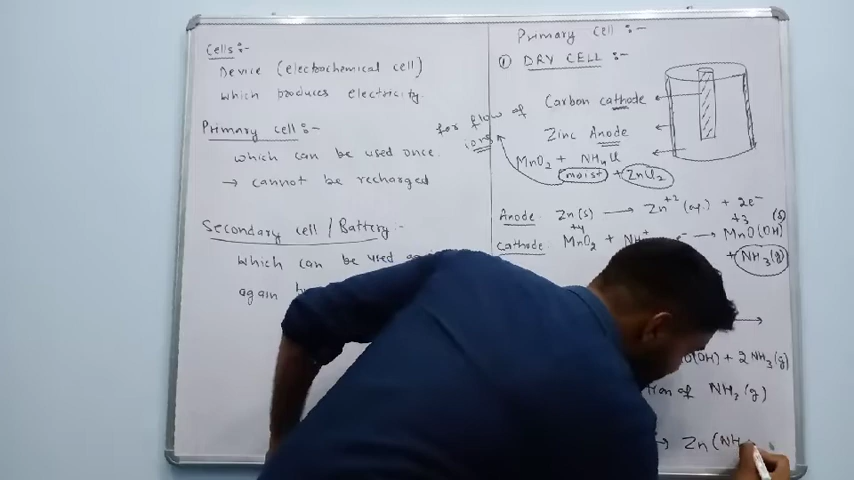 Cells:-
Device (electrochemical cell)
which produces electricity.
Primary cell:-
which can be used once.
→ cannot be recharged
Secondary cell / Battery:-
which can be used
again
Primary cell:-
① DRY CELL:-
Carbon cathode
Zinc Anode
MnO2 + NH4Cl
(moist) + ZnCl2
for flow of
ions
Anode: Zn(s) → Zn+2 (aq.) + 2e-
+4 +3 (s)
Cathode: MnO2 + NH e- → MnO(OH)
+ NH3(g)
(OH) + 2NH3(g)
of NH3(g)
→ Zn(NH